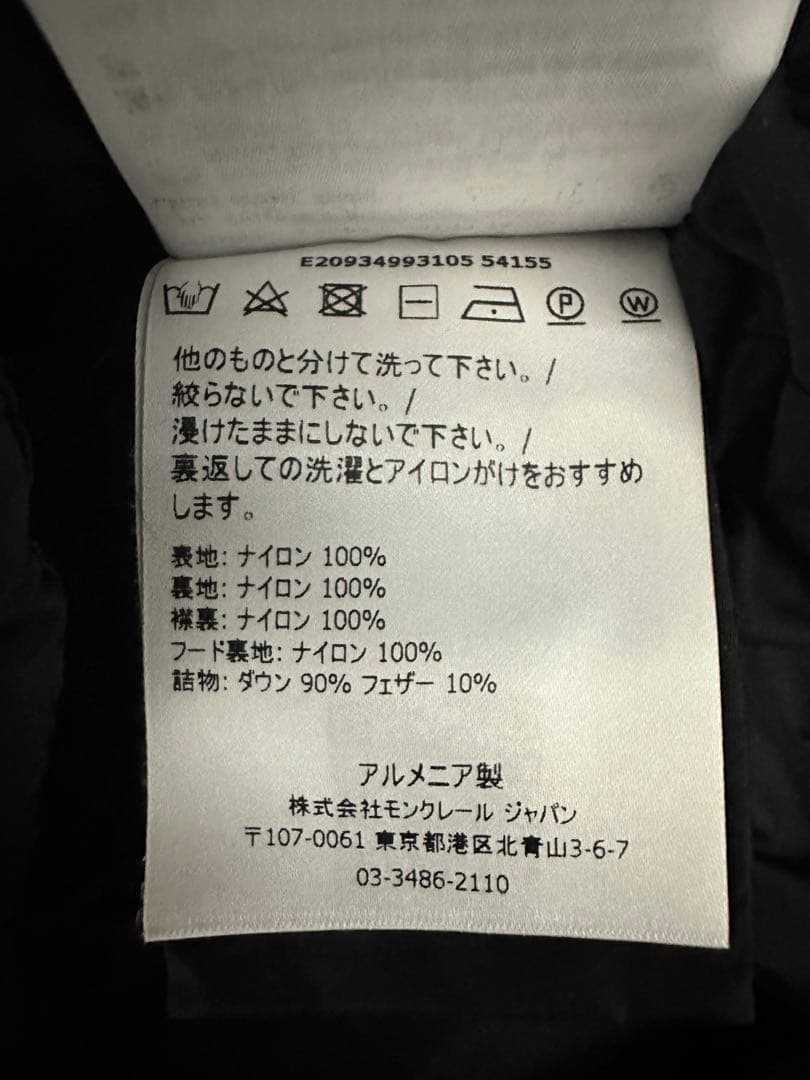 E20934993105 54155
P
W
他のものと分けて洗って下さい。/
絞らないで下さい。/
浸けたままにしないで下さい。/
裏返しての洗濯とアイロンがけをおすすめ
します。
表地: ナイロン 100%
裏地: ナイロン 100%
襟裏: ナイロン 100%
フード裏地: ナイロン 100%
詰物: ダウン 90% フェザー 10%
アルメニア製
株式会社モンクレール ジャパン
〒107-0061 東京都港区北青山3-6-7
03-3486-2110